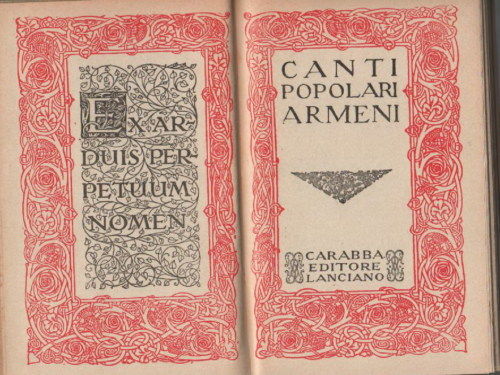 EX AR-
DUIS PER-
PETUUM
NOMEN
CANTI
POPOLARI
ARMENI
CARABBA
EDITORE
LANCIANO